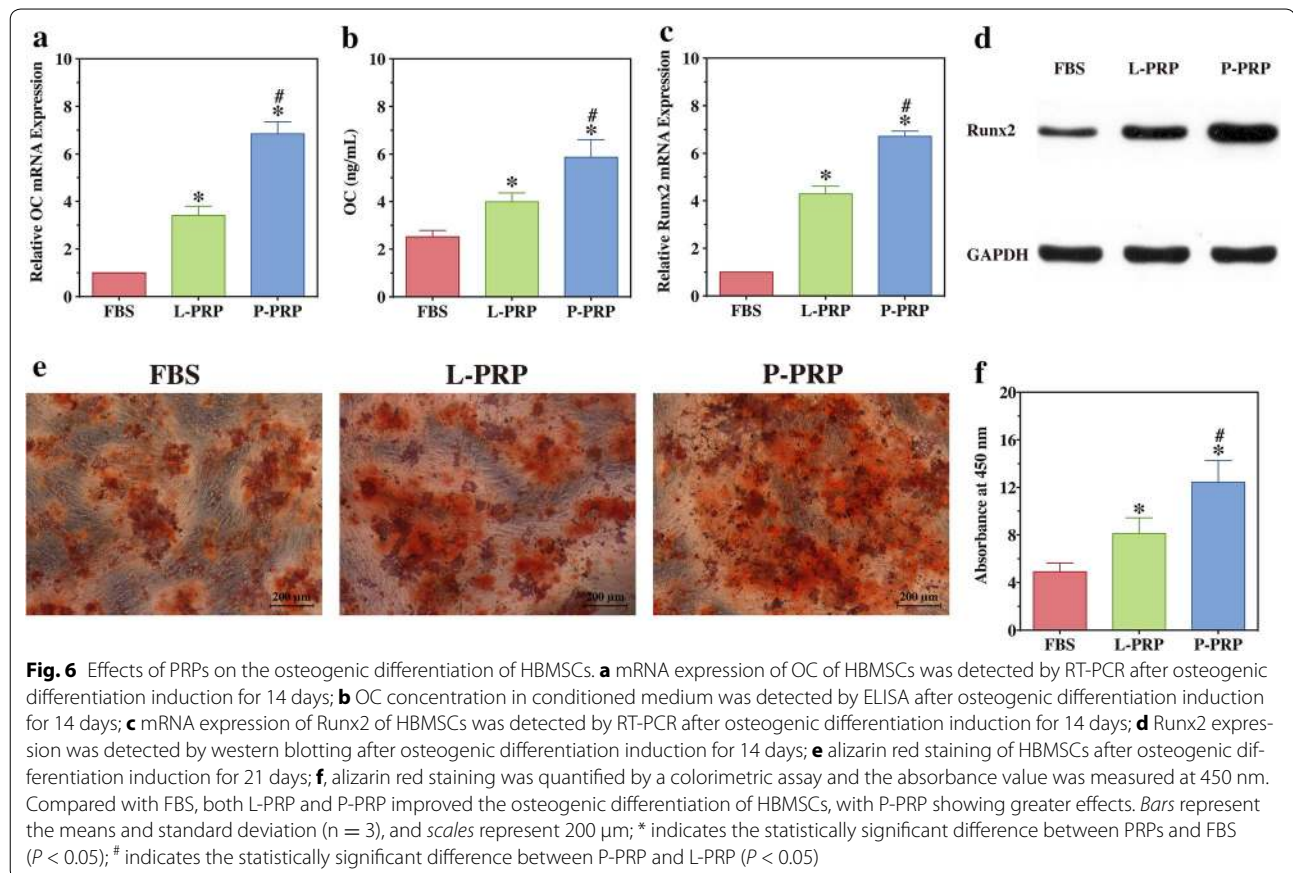 a
10
8
6
4
2
0
Relative OC mRNA Expression
*
#
*
FBS L-PRP P-PRP
b
10
8
6
4
2
0
OC (ng/mL)
*
#
*
FBS L-PRP P-PRP
c
10
8
6
4
2
0
Relative Runx2 mRNA Expression
*
#
*
FBS L-PRP P-PRP
d
FBS L-PRP P-PRP
Runx2
GAPDH
e
FBS L-PRP P-PRP
200 μm
200 μm
200 μm
f
20
16
12
8
4
0
Absorbance at 450 nm
*
#
*
FBS L-PRP P-PRP
Fig. 6 Effects of PRPs on the osteogenic differentiation of HBMSCs. a mRNA expression of OC of HBMSCs was detected by RT-PCR after osteogenic
differentiation induction for 14 days; b OC concentration in conditioned medium was detected by ELISA after osteogenic differentiation induction
for 14 days; c mRNA expression of Runx2 of HBMSCs was detected by RT-PCR after osteogenic differentiation induction for 14 days; d Runx2 expres-
sion was detected by western blotting after osteogenic differentiation induction for 14 days; e alizarin red staining of HBMSCs after osteogenic dif-
ferentiation induction for 21 days; f, alizarin red staining was quantified by a colorimetric assay and the absorbance value was measured at 450 nm.
Compared with FBS, both L-PRP and P-PRP improved the osteogenic differentiation of HBMSCs, with P-PRP showing greater effects. Bars represent
the means and standard deviation (n = 3), and scales represent 200 μm; * indicates the statistically significant difference between PRPs and FBS
(P < 0.05); # indicates the statistically significant difference between P-PRP and L-PRP (P < 0.05)